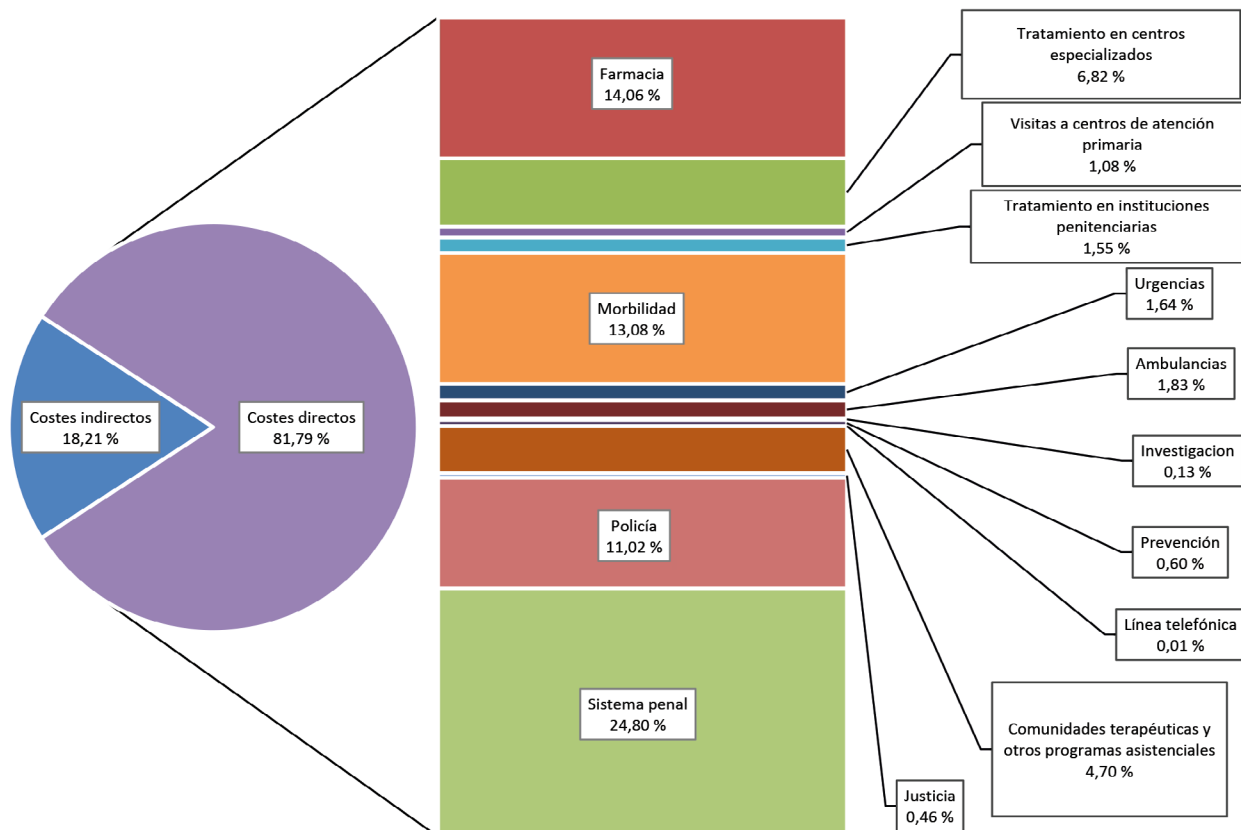 Costes indirectos
18,21 %
Costes directos
81,79 %
Farmacia
14,06 %
Morbilidad
13,08 %
Policía
11,02 %
Sistema penal
24,80 %
Tratamiento en centros
especializados
6,82 %
Visitas a centros de atención
primaria
1,08 %
Tratamiento en instituciones
penitenciarias
1,55 %
Urgencias
1,64 %
Ambulancias
1,83 %
Investigacion
0,13 %
Prevención
0,60 %
Línea telefónica
0,01 %
Comunidades terapéuticas y
otros programas asistenciales
4,70 %
Justicia
0,46 %